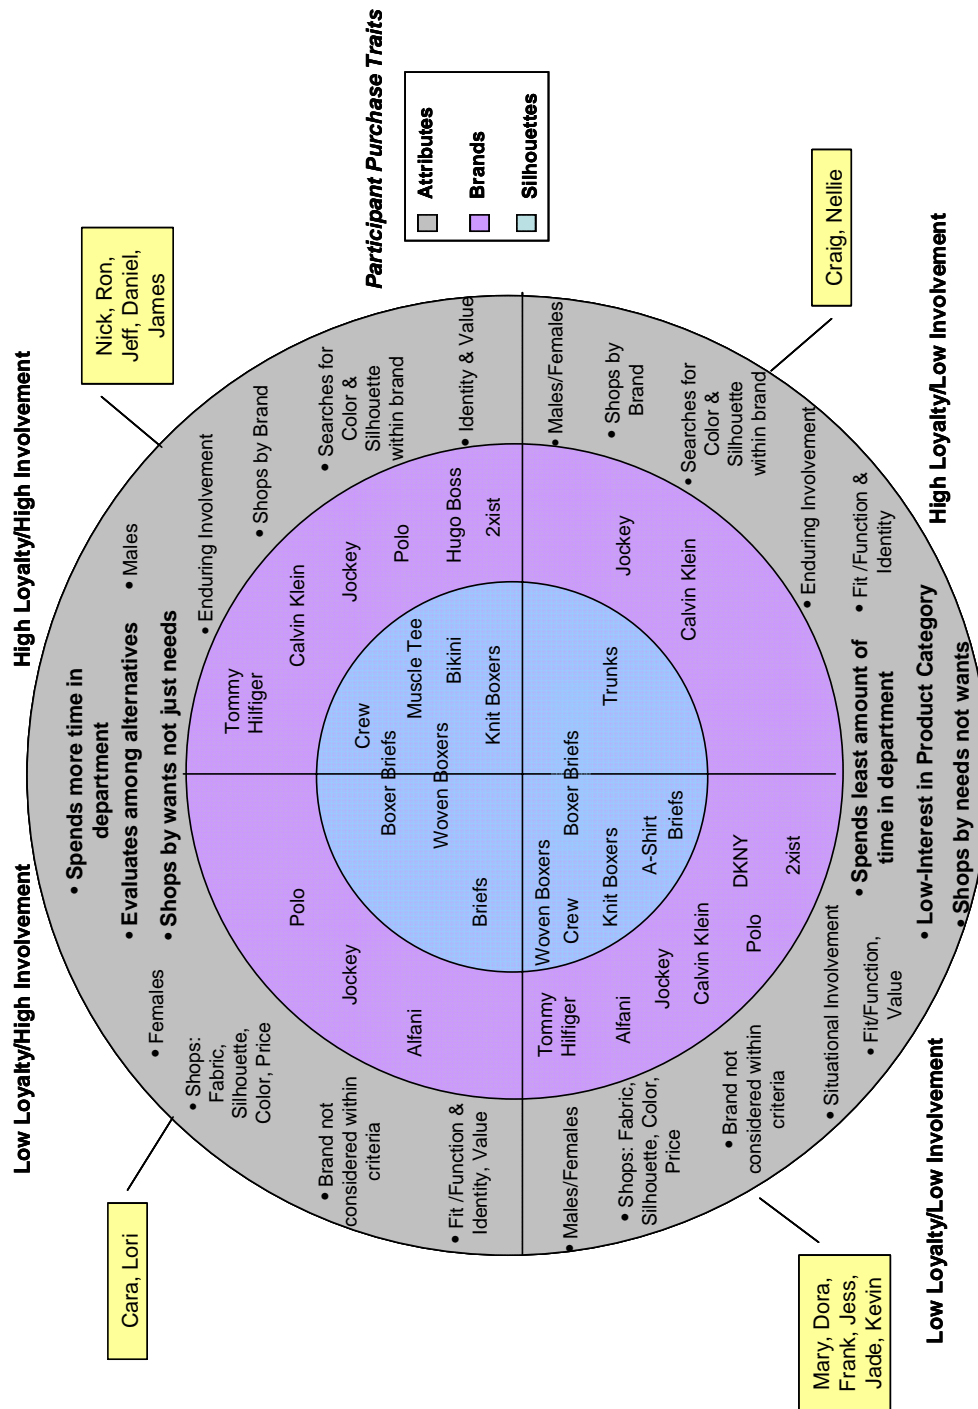 Low Loyalty/High Involvement
High Loyalty/High Involvement
Cara, Lori
Nick, Ron,
Jeff, Daniel,
James
• Spends more time in
department
• Evaluates among alternatives
• Shops by wants not just needs
• Females
• Shops:
Fabric,
Silhouette,
Color, Price
• Brand not
considered within
criteria
• Fit /Function &
Identity, Value
• Males
• Enduring Involvement
• Shops by Brand
• Searches for
Color &
Silhouette
within brand
• Identity & Value
Polo
Jockey
Alfani
Tommy
Hilfiger
Calvin Klein
Jockey
Polo
Hugo Boss
2xist
Crew
Boxer Briefs
Muscle Tee
Woven Boxers
Bikini
Briefs
Knit Boxers
Participant Purchase Traits
Attributes
Brands
Silhouettes
Woven Boxers
Crew
Boxer Briefs
Knit Boxers
A-Shirt
Briefs
Trunks
Tommy
Hilfiger
Alfani
Jockey
Calvin Klein
DKNY
Polo
2xist
Jockey
Calvin Klein
• Males/Females
• Shops: Fabric,
Silhouette, Color,
Price
• Brand not
considered within
criteria
• Situational Involvement
• Fit/Function,
Value
• Males/Females
• Shops by
Brand
• Searches for
Color &
Silhouette
within brand
• Enduring Involvement
• Fit /Function &
Identity
• Spends least amount of
time in department
• Low-Interest in Product Category
• Shops by needs not wants
Mary, Dora,
Frank, Jess,
Jade, Kevin
Craig, Nellie
Low Loyalty/Low Involvement
High Loyalty/Low Involvement